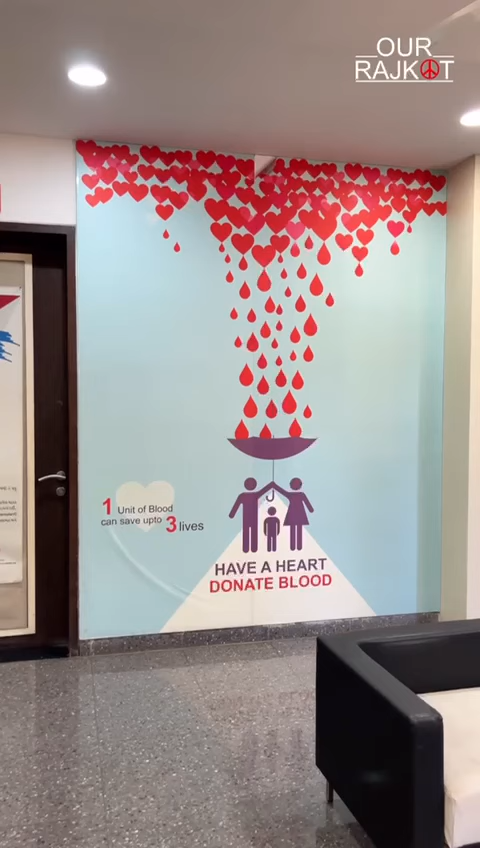 OUR
RAJKOT
1 Unit of Blood
can save upto 3 lives
HAVE A HEART
DONATE BLOOD